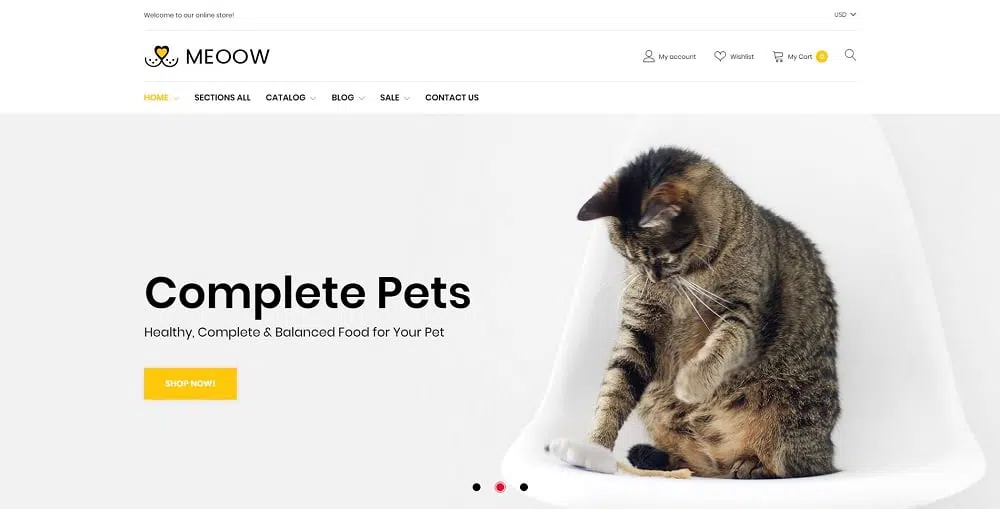 Welcome to our online store!
USD
MEOOW
My account
Wishlist
My Cart 0
HOME SECTIONS ALL CATALOG BLOG SALE CONTACT US
Complete Pets
Healthy, Complete & Balanced Food for Your Pet
SHOP NOW!